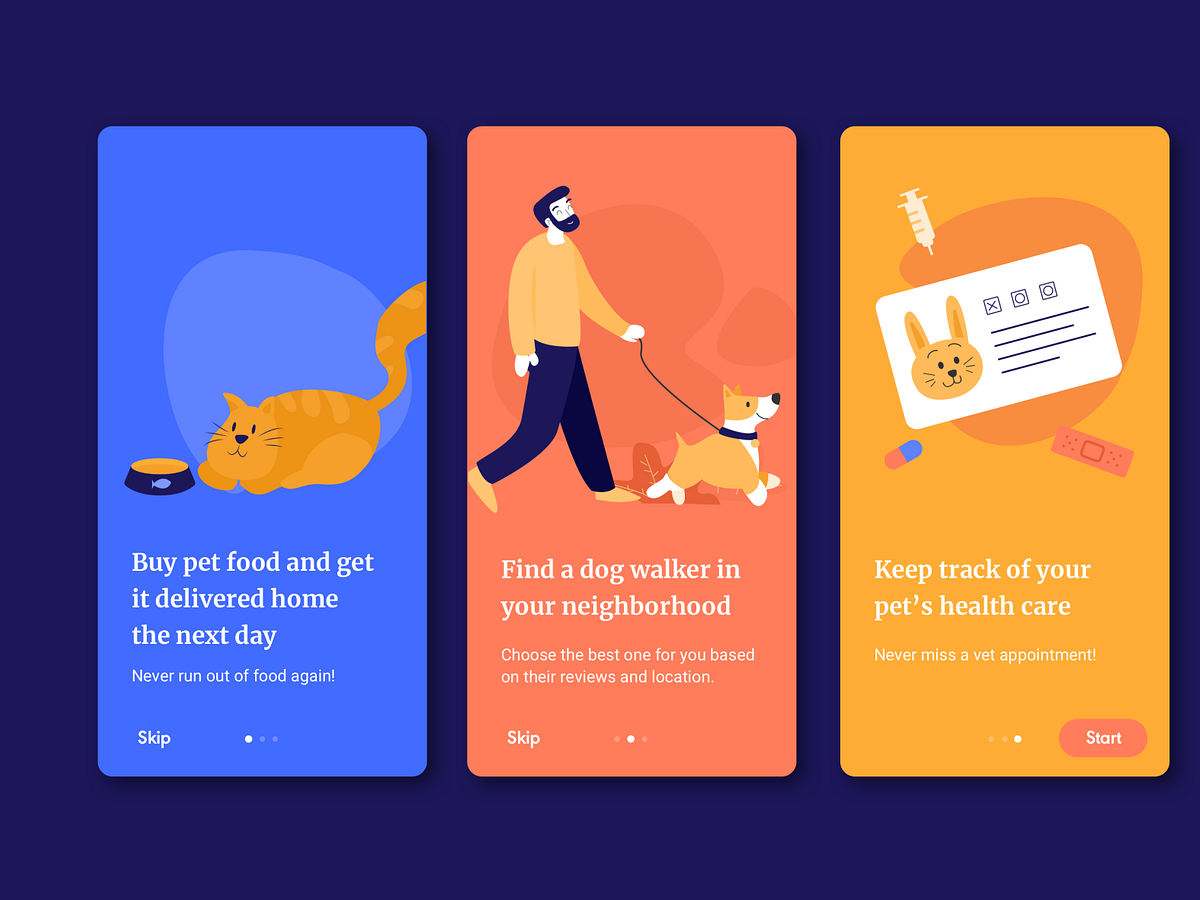 Buy pet food and get
it delivered home
the next day
Never run out of food again!
Skip
Find a dog walker in
your neighborhood
Choose the best one for you based
on their reviews and location.
Skip
Keep track of your
pet’s health care
Never miss a vet appointment!
Start